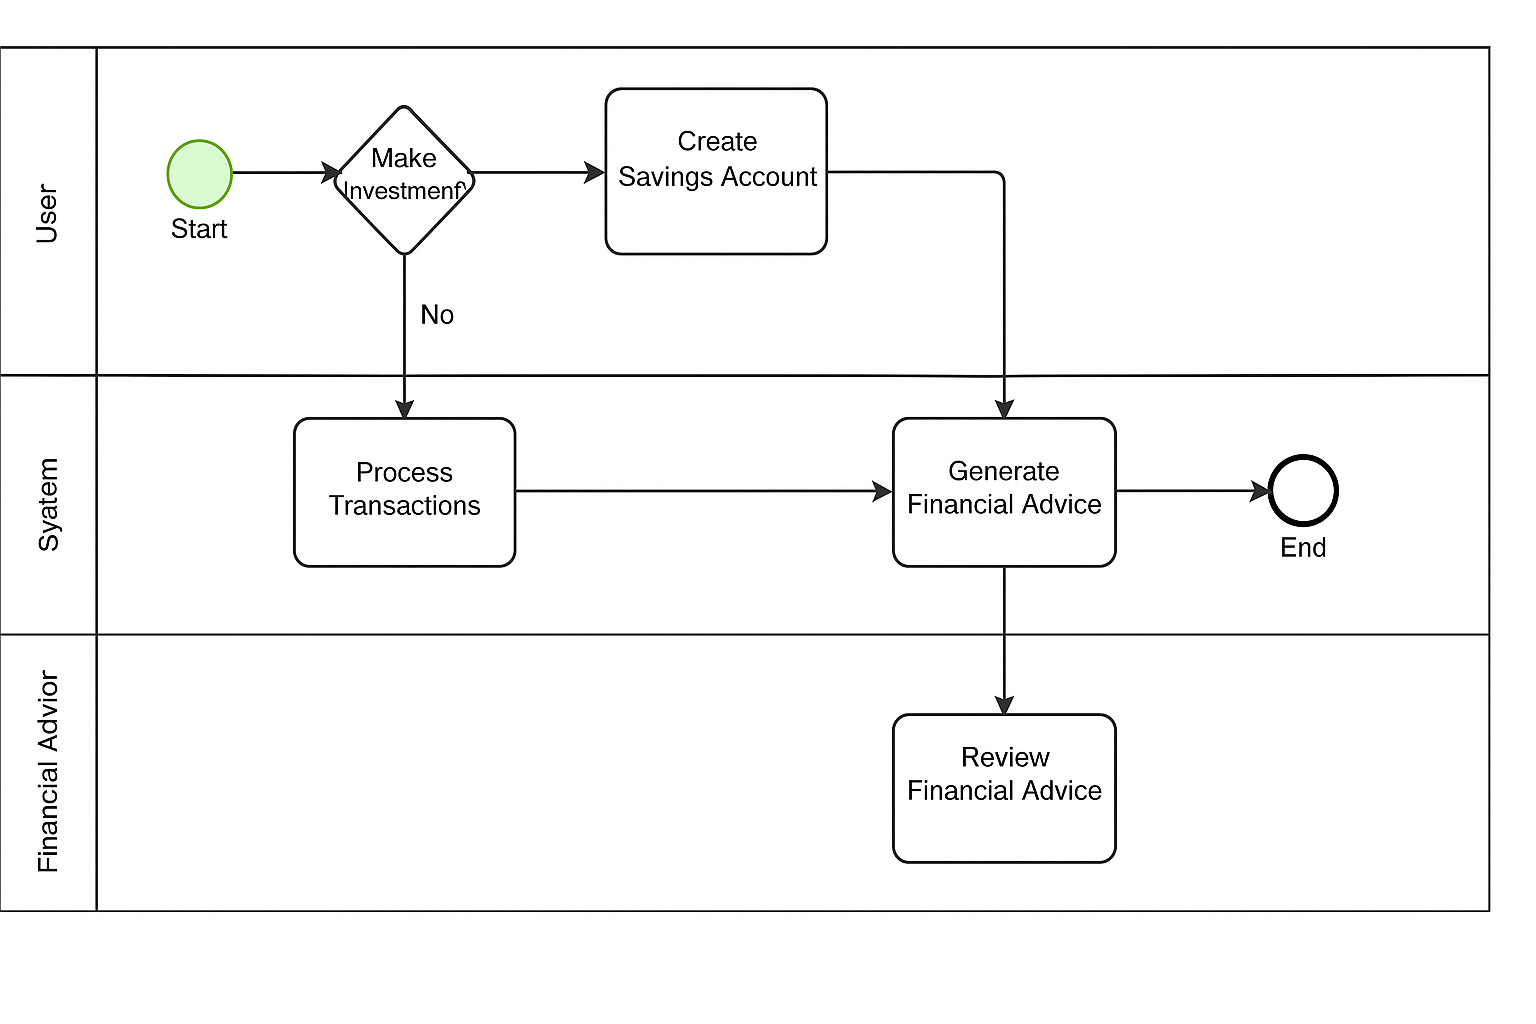 User
Start
Make
Investment
Create
Savings Account
No
Syatem
Process
Transactions
Generate
Financial Advice
End
Financial Advior
Review
Financial Advice